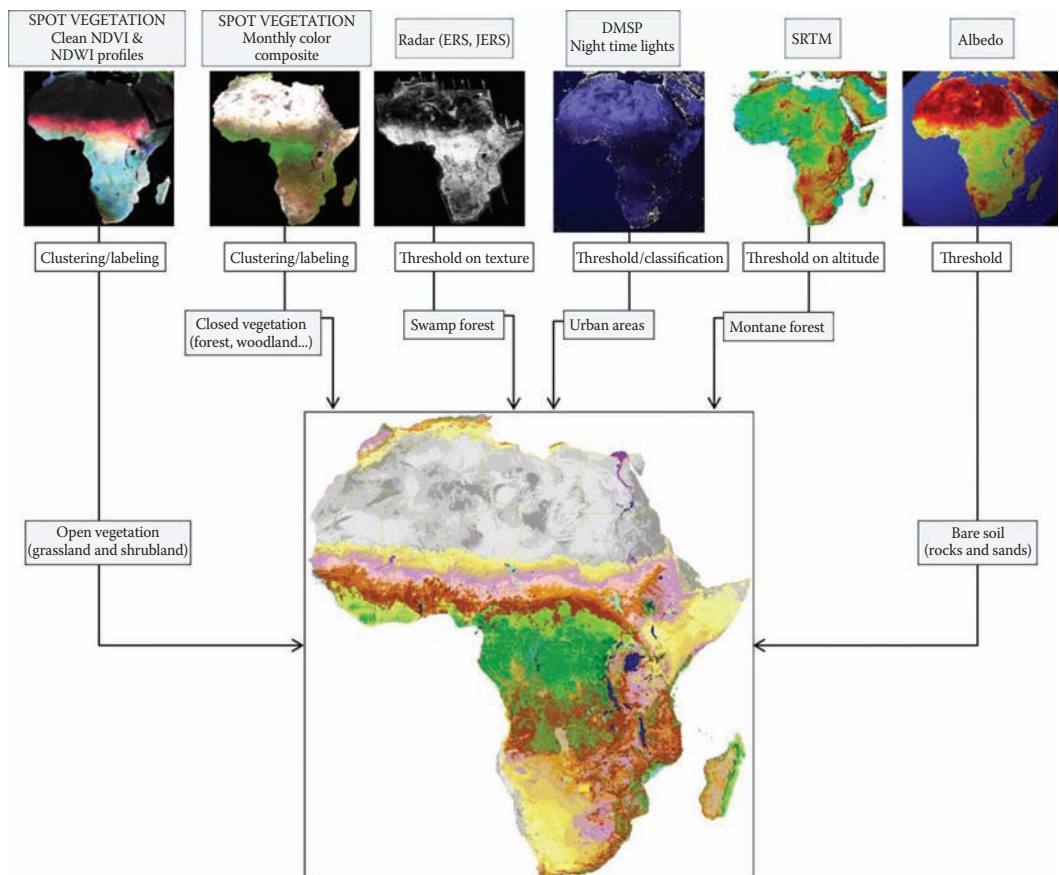 SPOT VEGETATION
Clean NDVI &
NDWI profiles
SPOT VEGETATION
Monthly color
composite
Radar (ERS, JERS)
DMSP
Night time lights
SRTM
Albedo
Clustering/labeling
Clustering/labeling
Threshold on texture
Threshold/classification
Threshold on altitude
Threshold
Closed vegetation
(forest, woodland...)
Swamp forest
Urban areas
Montane forest
Open vegetation
(grassland and shrubland)
Bare soil
(rocks and sands)